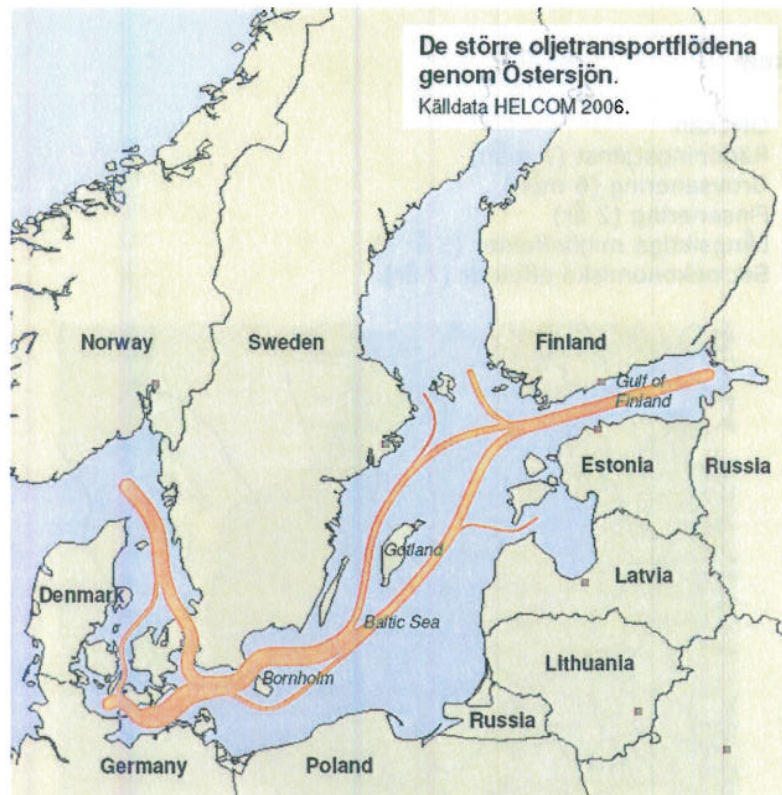 De större oljetransportflödena
genom Östersjön.
Källdata HELCOM 2006.
Norway
Sweden
Finland
Gulf of
Finland
Estonia
Russia
Gotland
Denmark
Latvia
Baltic Sea
Lithuania
Bornholm
Russia
Germany
Poland